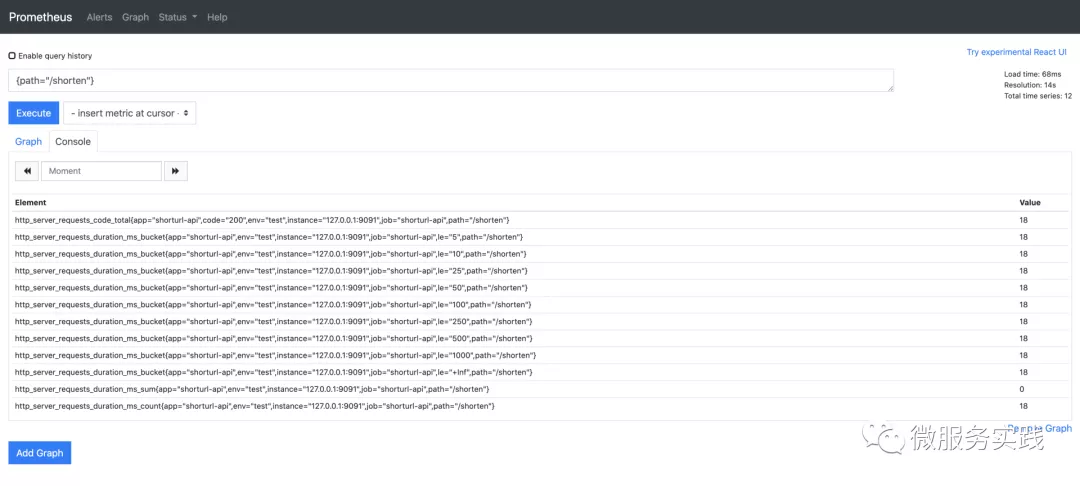 Prometheus Alerts Graph Status Help
Enable query history
Try experimental React UI
{path="/shorten"}
Load time: 68ms
Resolution: 14s
Total time series: 12
Execute
- insert metric at cursor -
Graph Console
Moment
Element Value
http_server_requests_code_total{app="shorturl-api",code="200",env="test",instance="127.0.0.1:9091",job="shorturl-api",path="/shorten"} 18
http_server_requests_duration_ms_bucket{app="shorturl-api",env="test",instance="127.0.0.1:9091",job="shorturl-api",le="5",path="/shorten"} 18
http_server_requests_duration_ms_bucket{app="shorturl-api",env="test",instance="127.0.0.1:9091",job="shorturl-api",le="10",path="/shorten"} 18
http_server_requests_duration_ms_bucket{app="shorturl-api",env="test",instance="127.0.0.1:9091",job="shorturl-api",le="25",path="/shorten"} 18
http_server_requests_duration_ms_bucket{app="shorturl-api",env="test",instance="127.0.0.1:9091",job="shorturl-api",le="50",path="/shorten"} 18
http_server_requests_duration_ms_bucket{app="shorturl-api",env="test",instance="127.0.0.1:9091",job="shorturl-api",le="100",path="/shorten"} 18
http_server_requests_duration_ms_bucket{app="shorturl-api",env="test",instance="127.0.0.1:9091",job="shorturl-api",le="250",path="/shorten"} 18
http_server_requests_duration_ms_bucket{app="shorturl-api",env="test",instance="127.0.0.1:9091",job="shorturl-api",le="500",path="/shorten"} 18
http_server_requests_duration_ms_bucket{app="shorturl-api",env="test",instance="127.0.0.1:9091",job="shorturl-api",le="1000",path="/shorten"} 18
http_server_requests_duration_ms_bucket{app="shorturl-api",env="test",instance="127.0.0.1:9091",job="shorturl-api",le="+Inf",path="/shorten"} 18
http_server_requests_duration_ms_sum{app="shorturl-api",env="test",instance="127.0.0.1:9091",job="shorturl-api",path="/shorten"} 0
http_server_requests_duration_ms_count{app="shorturl-api",env="test",instance="127.0.0.1:9091",job="shorturl-api",path="/shorten"} 18
Graph
微服务实践
Add Graph